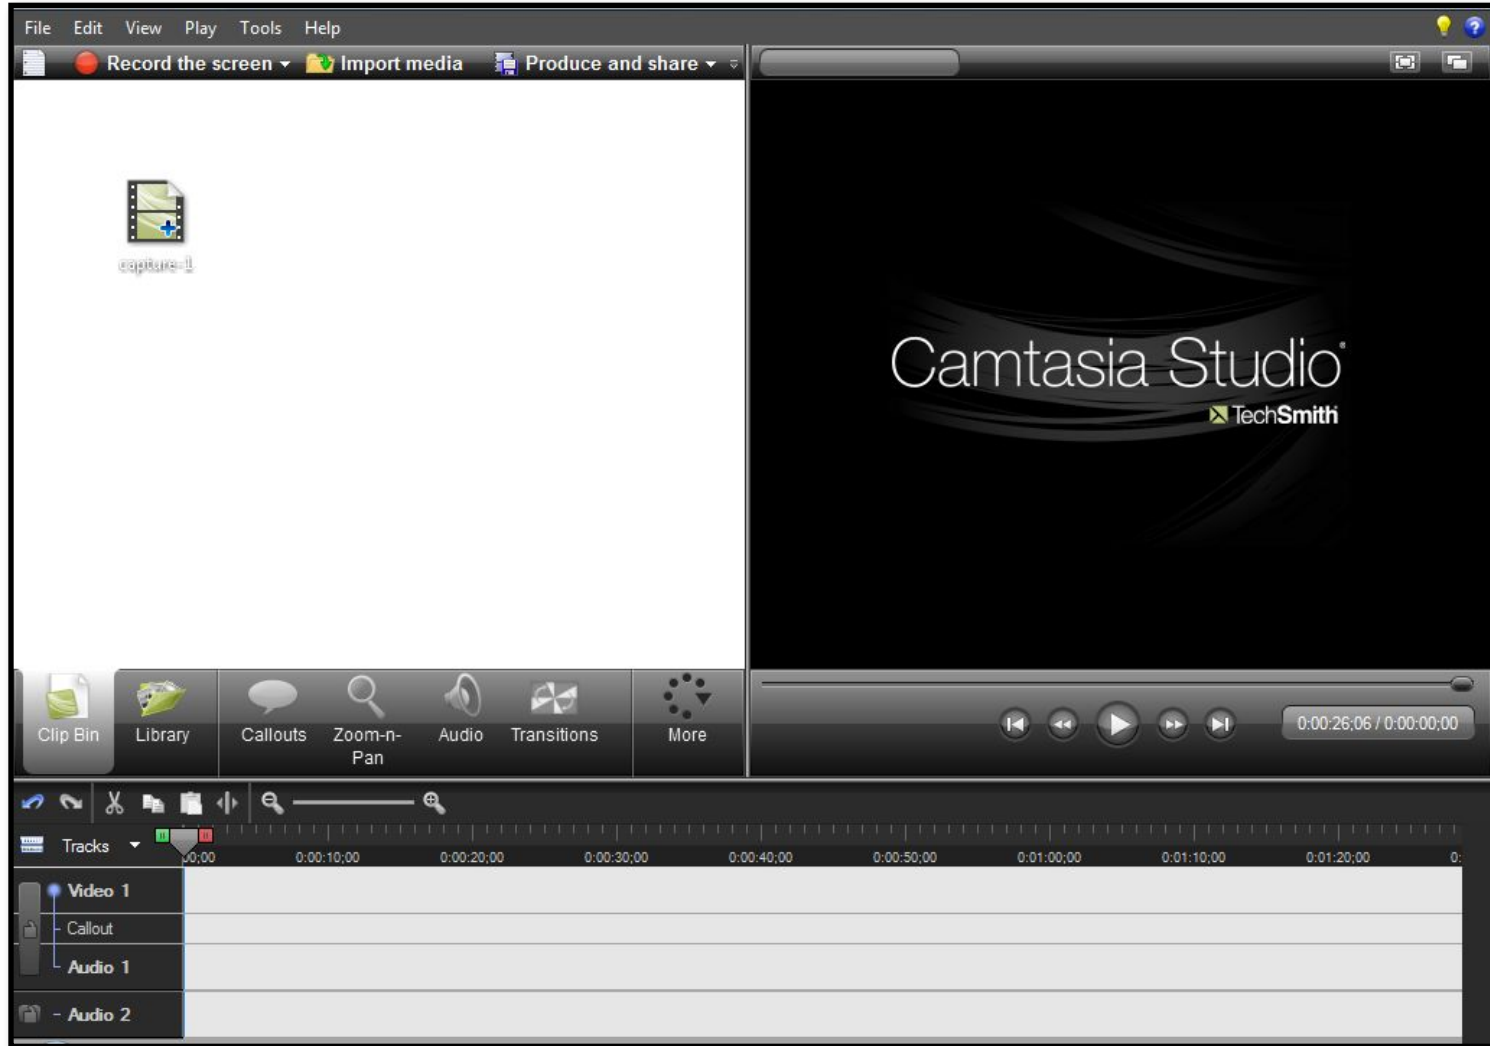 File Edit View Play Tools Help
Record the screen Import media Produce and share
capture-1
Camtasia Studio®
TechSmith
Clip Bin Library Callouts Zoom-n-Pan Audio Transitions More
0:00:26;06 / 0:00:00;00
Tracks
00;00 0:00:10;00 0:00:20;00 0:00:30;00 0:00:40;00 0:00:50;00 0:01:00;00 0:01:10;00 0:01:20;00 0:
Video 1
Callout
Audio 1
Audio 2